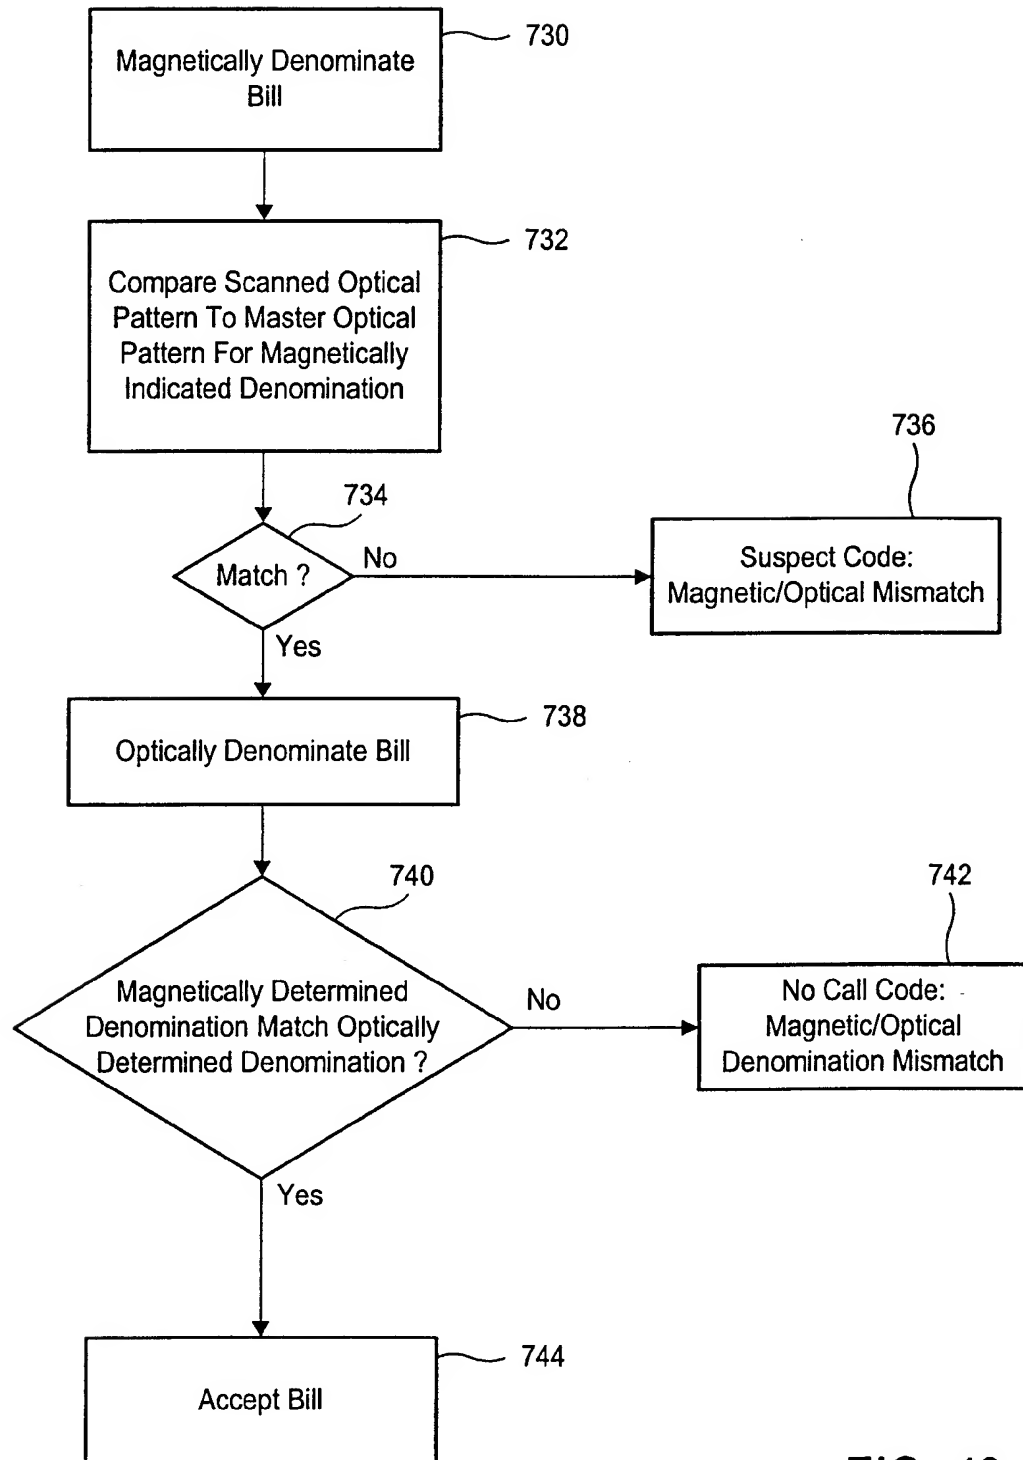 730
Magnetically Denominate
Bill
732
Compare Scanned Optical
Pattern To Master Optical
Pattern For Magnetically
Indicated Denomination
734
Match ?
No
736
Suspect Code:
Magnetic/Optical Mismatch
Yes
738
Optically Denominate Bill
740
Magnetically Determined
Denomination Match Optically
Determined Denomination ?
No
742
No Call Code:
Magnetic/Optical
Denomination Mismatch
Yes
744
Accept Bill